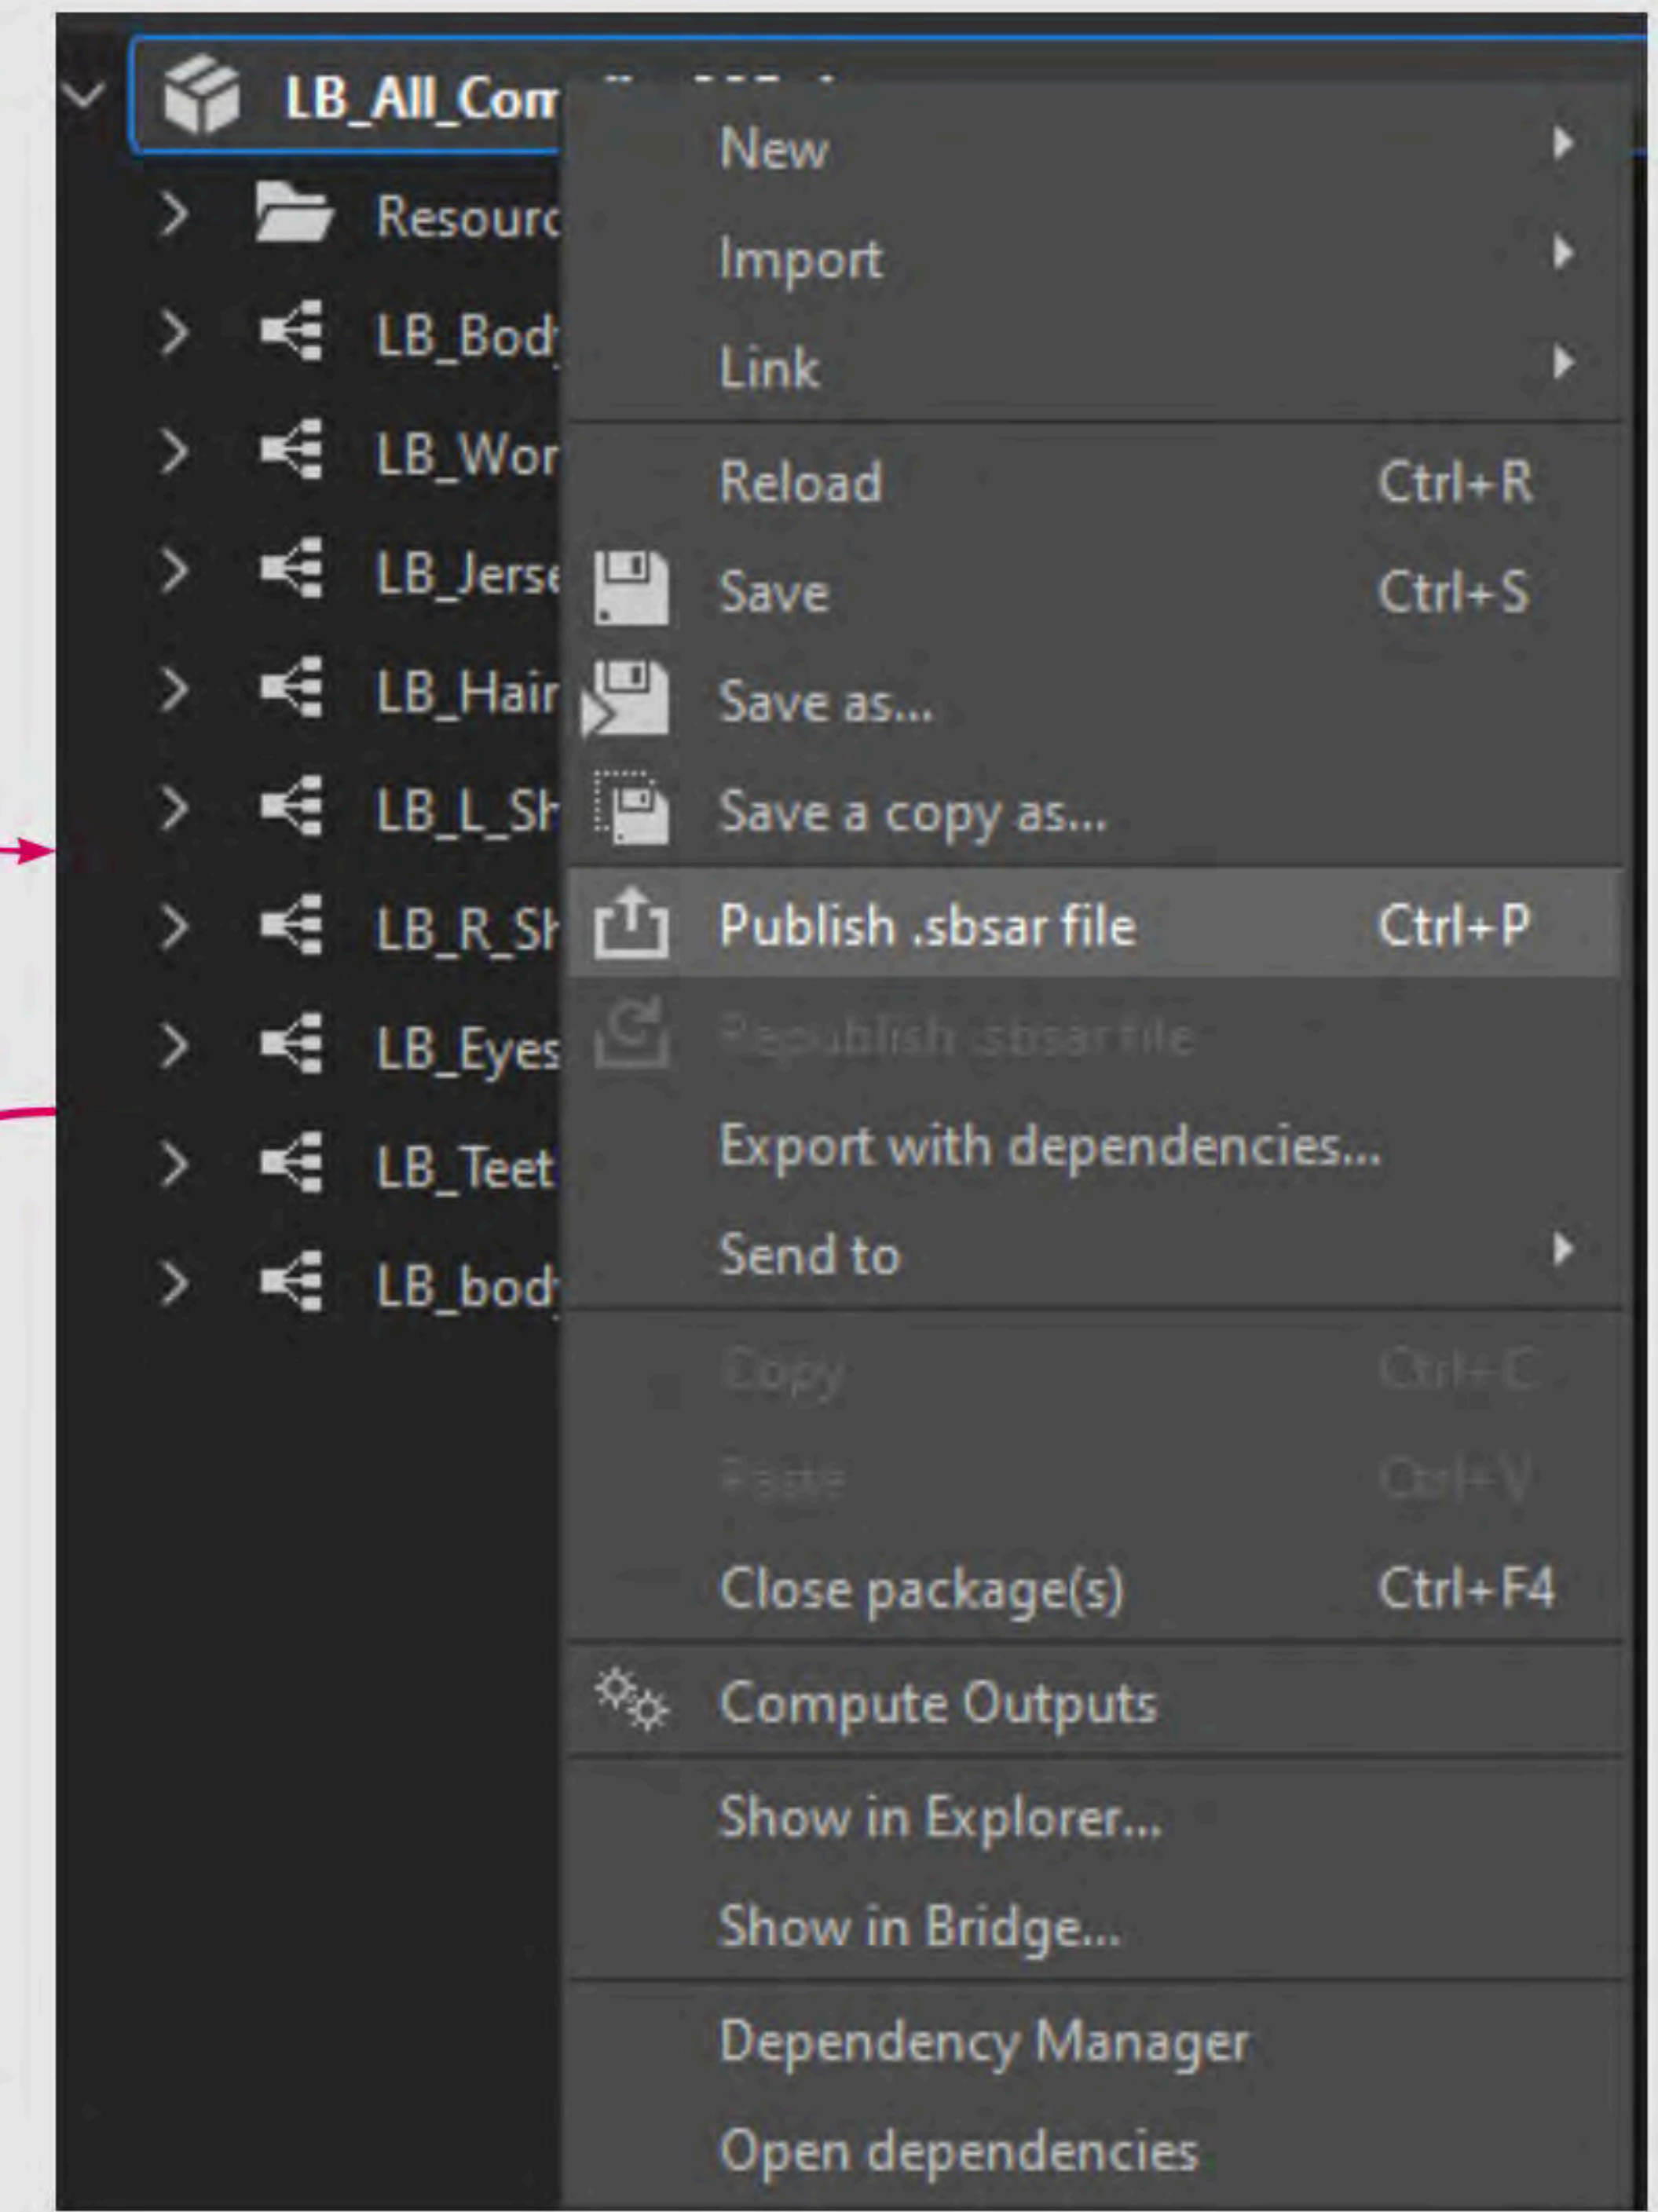 LB_All_Com
Resourc
LB_Bod
LB_Wor
LB_Jerse
LB_Hair
LB_L_Sh
LB_R_Sh
LB_Eyes
LB_Teet
LB_body
New
Import
Link
Reload Ctrl+R
Save Ctrl+S
Save as...
Save a copy as...
Publish .sbsar file Ctrl+P
Republish .sbsar file
Export with dependencies...
Send to
Copy Ctrl+C
Paste Ctrl+V
Close package(s) Ctrl+F4
Compute Outputs
Show in Explorer...
Show in Bridge...
Dependency Manager
Open dependencies